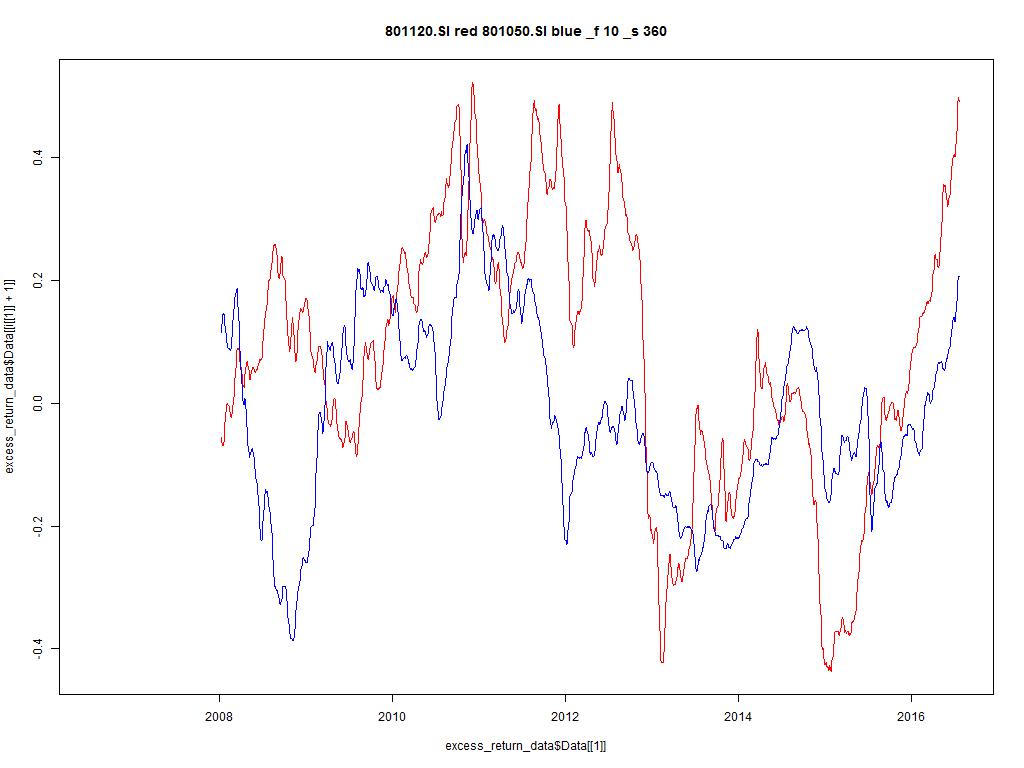 801120.SI red 801050.SI blue _f 10 _s 360
excess_return_data$Data[[i[[1]] + 1]]
0.4
0.2
0.0
-0.2
-0.4
2008 2010 2012 2014 2016
excess_return_data$Data[[1]]